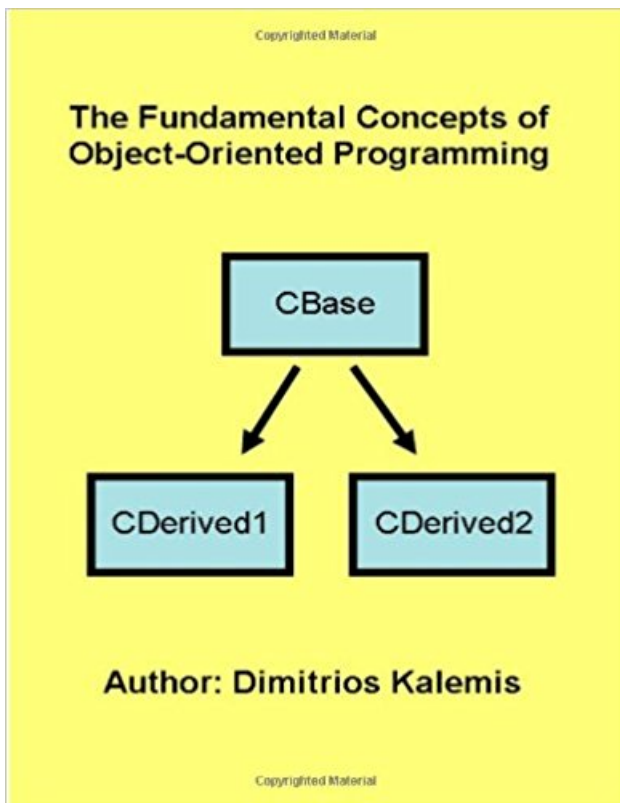 Copyrighted Material
The Fundamental Concepts of
Object-Oriented Programming
CBase
CDerived1 CDerived2
Author: Dimitrios Kalemis
Copyrighted Material